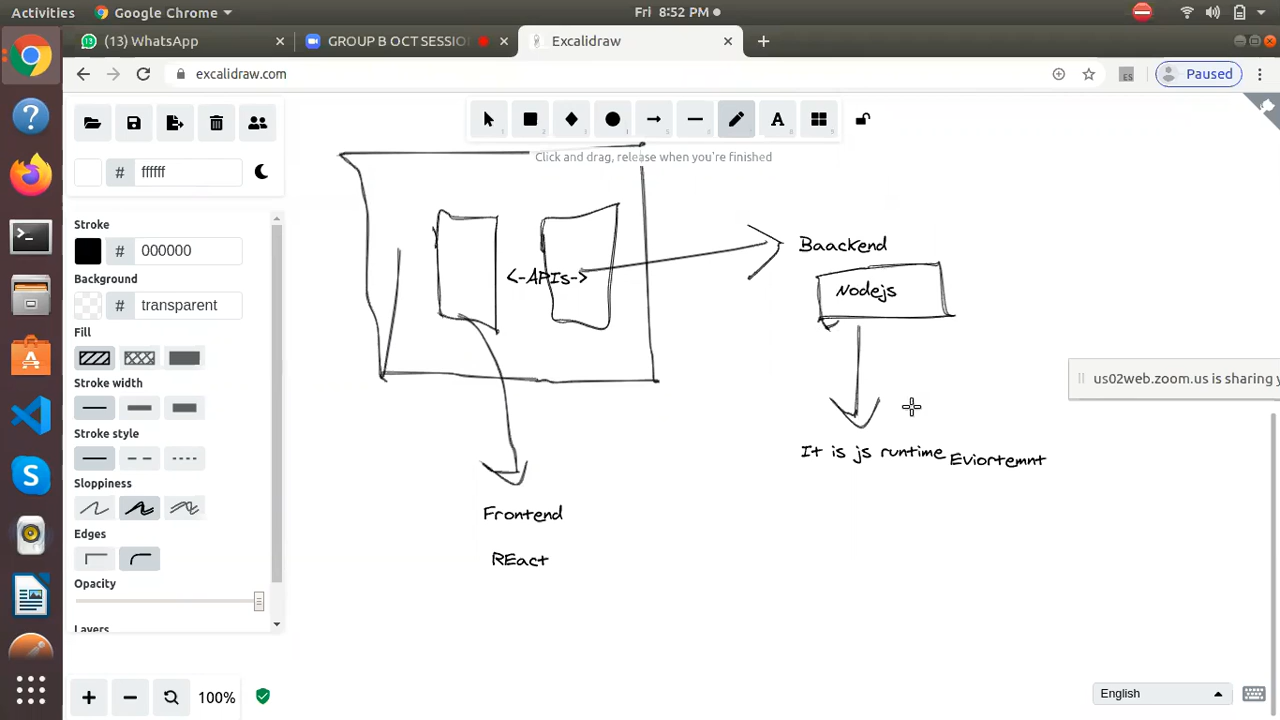 Activities
Google Chrome
Fri 8:52 PM
(13) WhatsApp
GROUP B OCT SESSION
Excalidraw
excalidraw.com
ES
Paused
ffffff
Click and drag, release when you're finished
Stroke
000000
Background
transparent
Fill
Stroke width
Stroke style
Sloppiness
Edges
Opacity
Layers
<-APIs->
Baackend
Nodejs
It is js runtime Eviortemnt
Frontend
REact
us02web.zoom.us is sharing y
100%
English